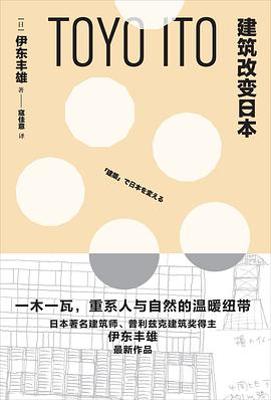 [日]伊东丰雄 著——寇佳意 译
TOYO ITO
建筑改变日本
「建築」で日本を変える
一木一瓦，重系人与自然的温暖纽带
日本著名建筑师、普利兹克建筑奖得主
伊东丰雄
最新作品